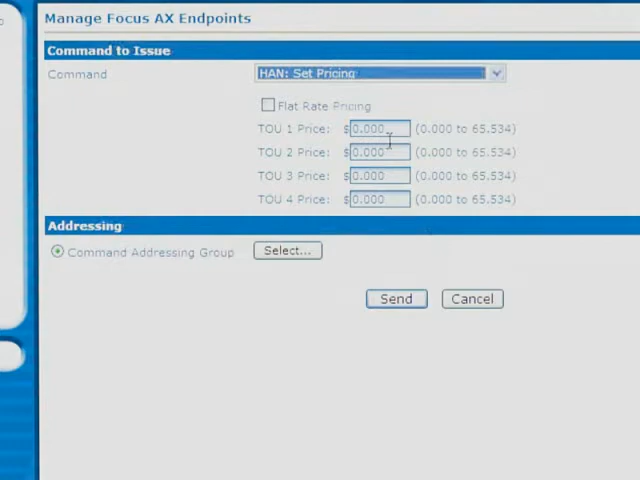 Manage Focus AX Endpoints
Command to Issue
Command HAN: Set Pricing
Flat Rate Pricing
TOU 1 Price: $0.000 (0.000 to 65.534)
TOU 2 Price: $0.000 (0.000 to 65.534)
TOU 3 Price: $0.000 (0.000 to 65.534)
TOU 4 Price: $0.000 (0.000 to 65.534)
Addressing
Command Addressing Group Select...
Send Cancel